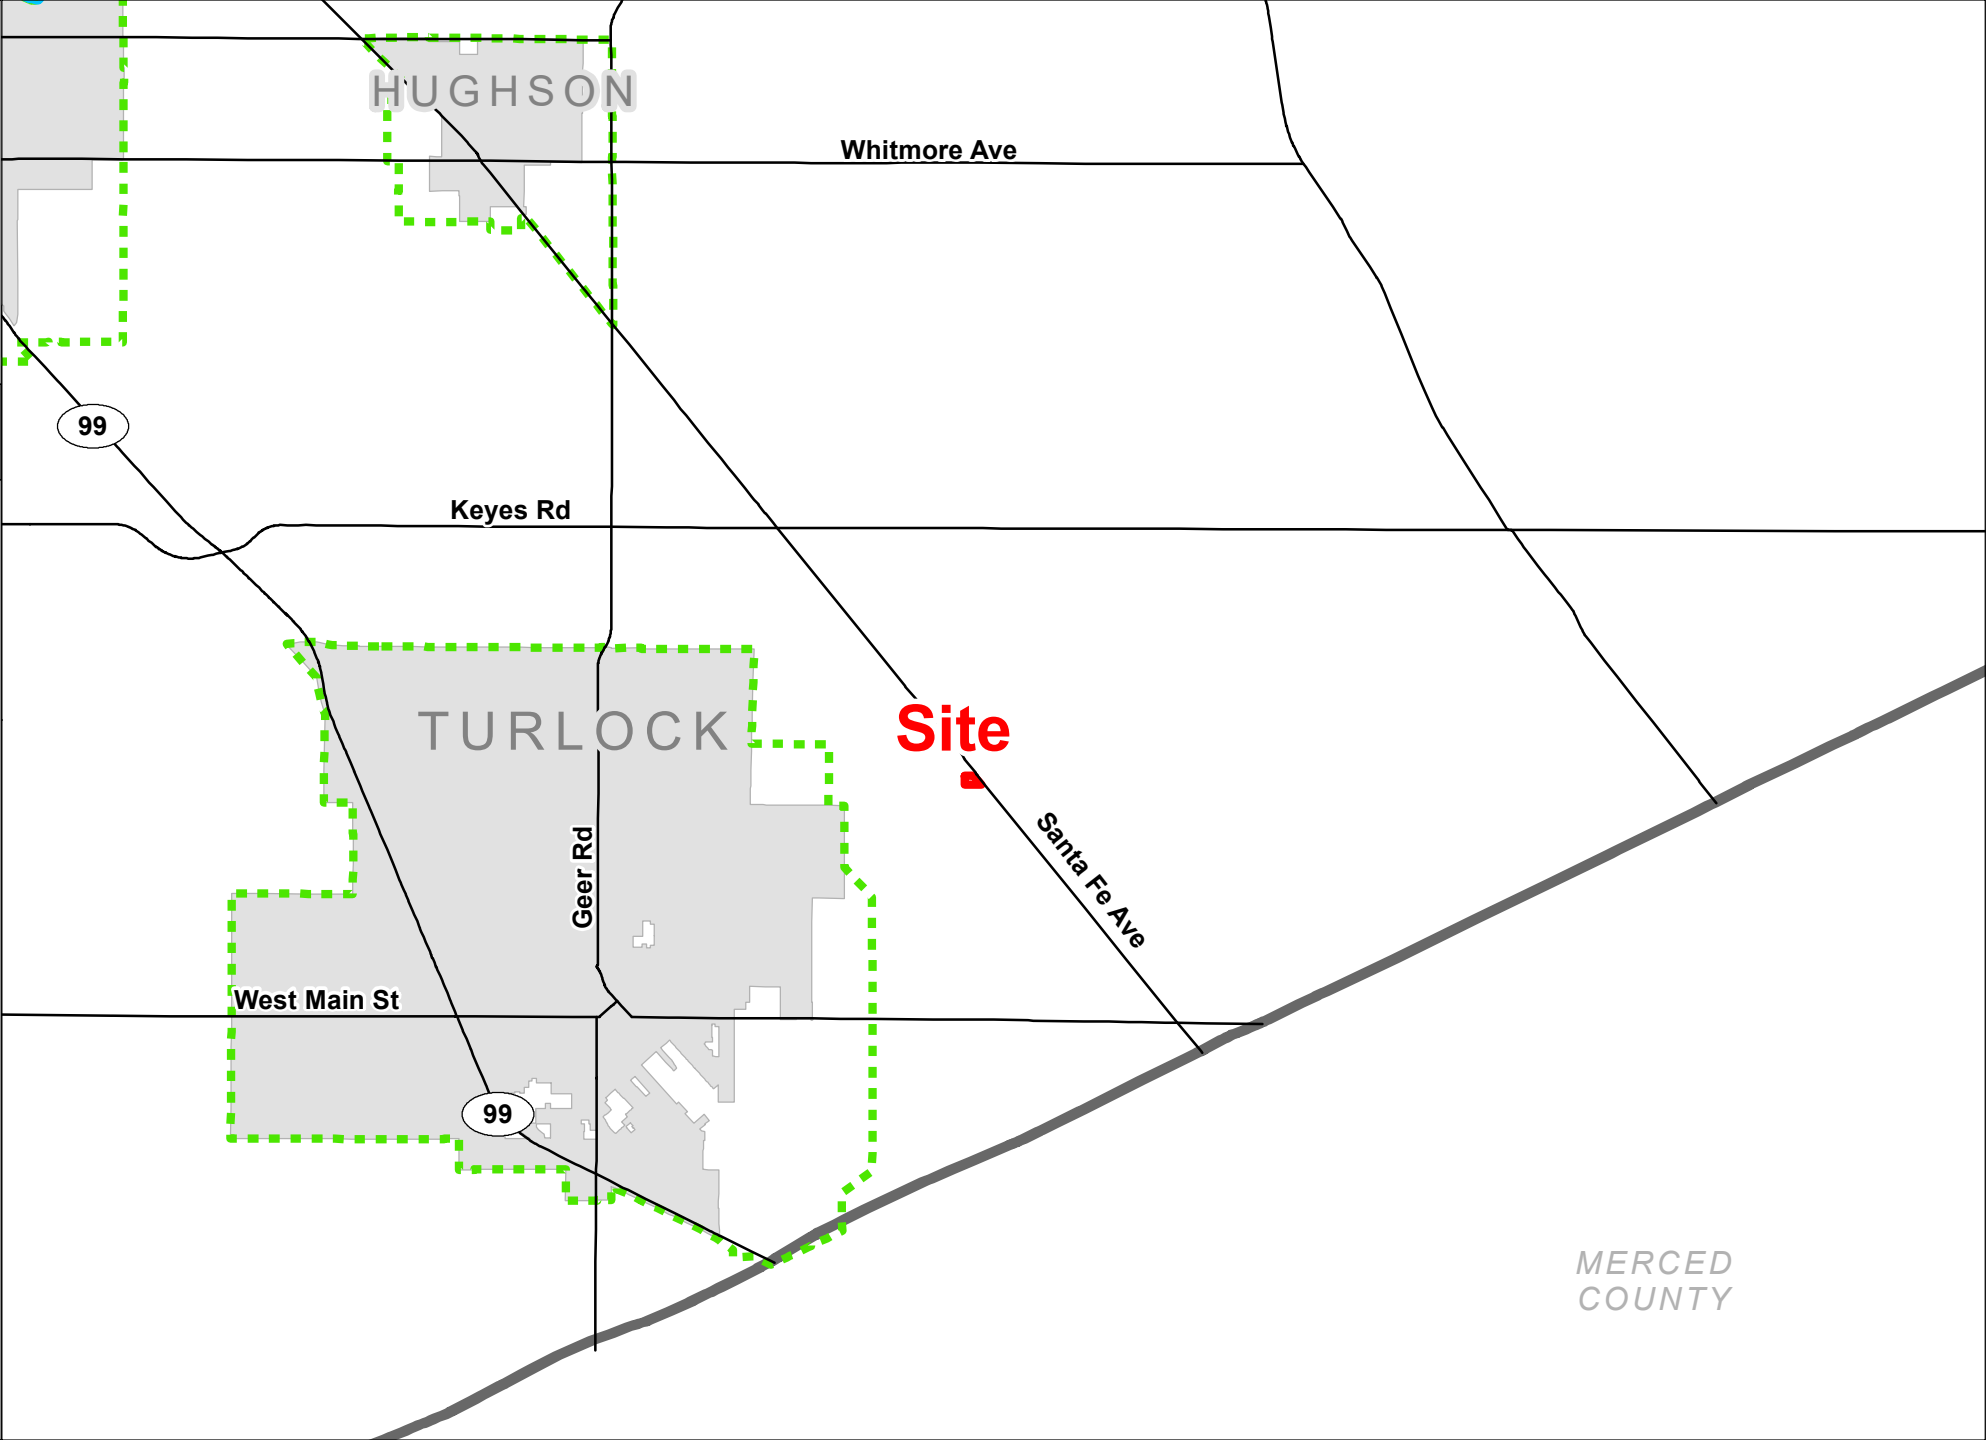 HUGHSON
Whitmore Ave
99
Keyes Rd
TURLOCK
Site
Geer Rd
Santa Fe Ave
West Main St
99
MERCED
COUNTY